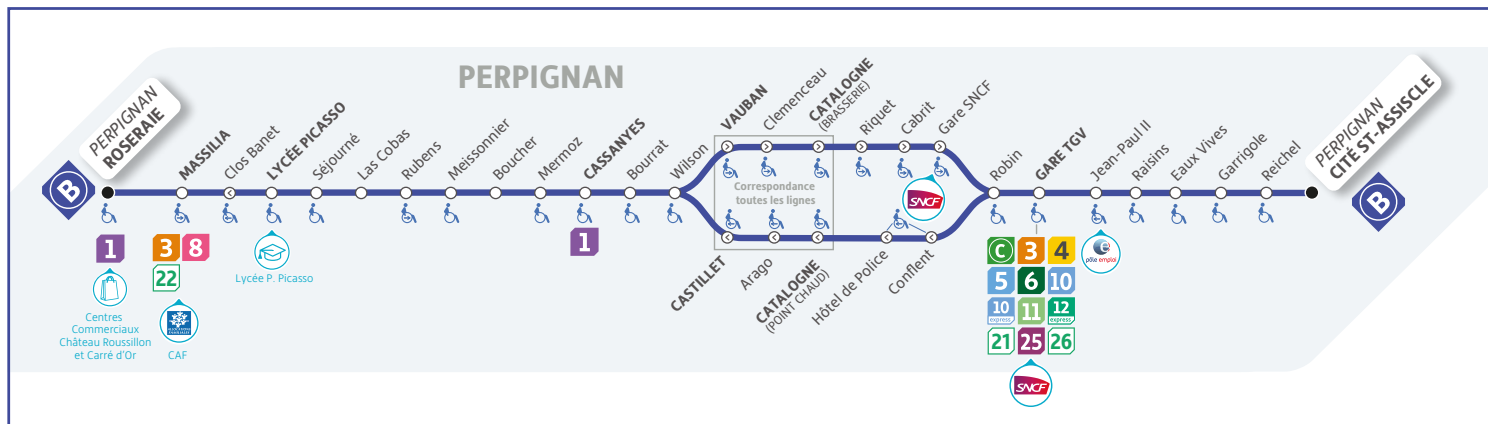 PERPIGNAN
PERPIGNAN
ROSERAIE
MASSILIA
Clos Banet
LYCÉE PICASSO
Séjourné
Las Cobas
Rubens
Meissonnier
Boucher
Mermoz
CASSANYES
Bourrat
Wilson
VAUBAN
Clemenceau
CATALOGNE
(BRASSERIE)
Riquet
Cabrit
Gare SNCF
Correspondance
toutes les lignes
CASTILLET
Arago
CATALOGNE
(POINT CHAUD)
Hôtel de Police
Conflent
SNCF
Robin
GARE TGV
Jean-Paul II
Raisins
Eaux Vives
Garrigole
Reichel
PERPIGNAN
CITÉ ST-ASSISCLE
B
B
1
3 8
22
1
Lycée P. Picasso
Centres
Commerciaux
Château Roussillon
et Carré d'Or
CAF
C 3 4
5 6 10
10 express 11 12 express
21 25 26
pôle emploi
SNCF